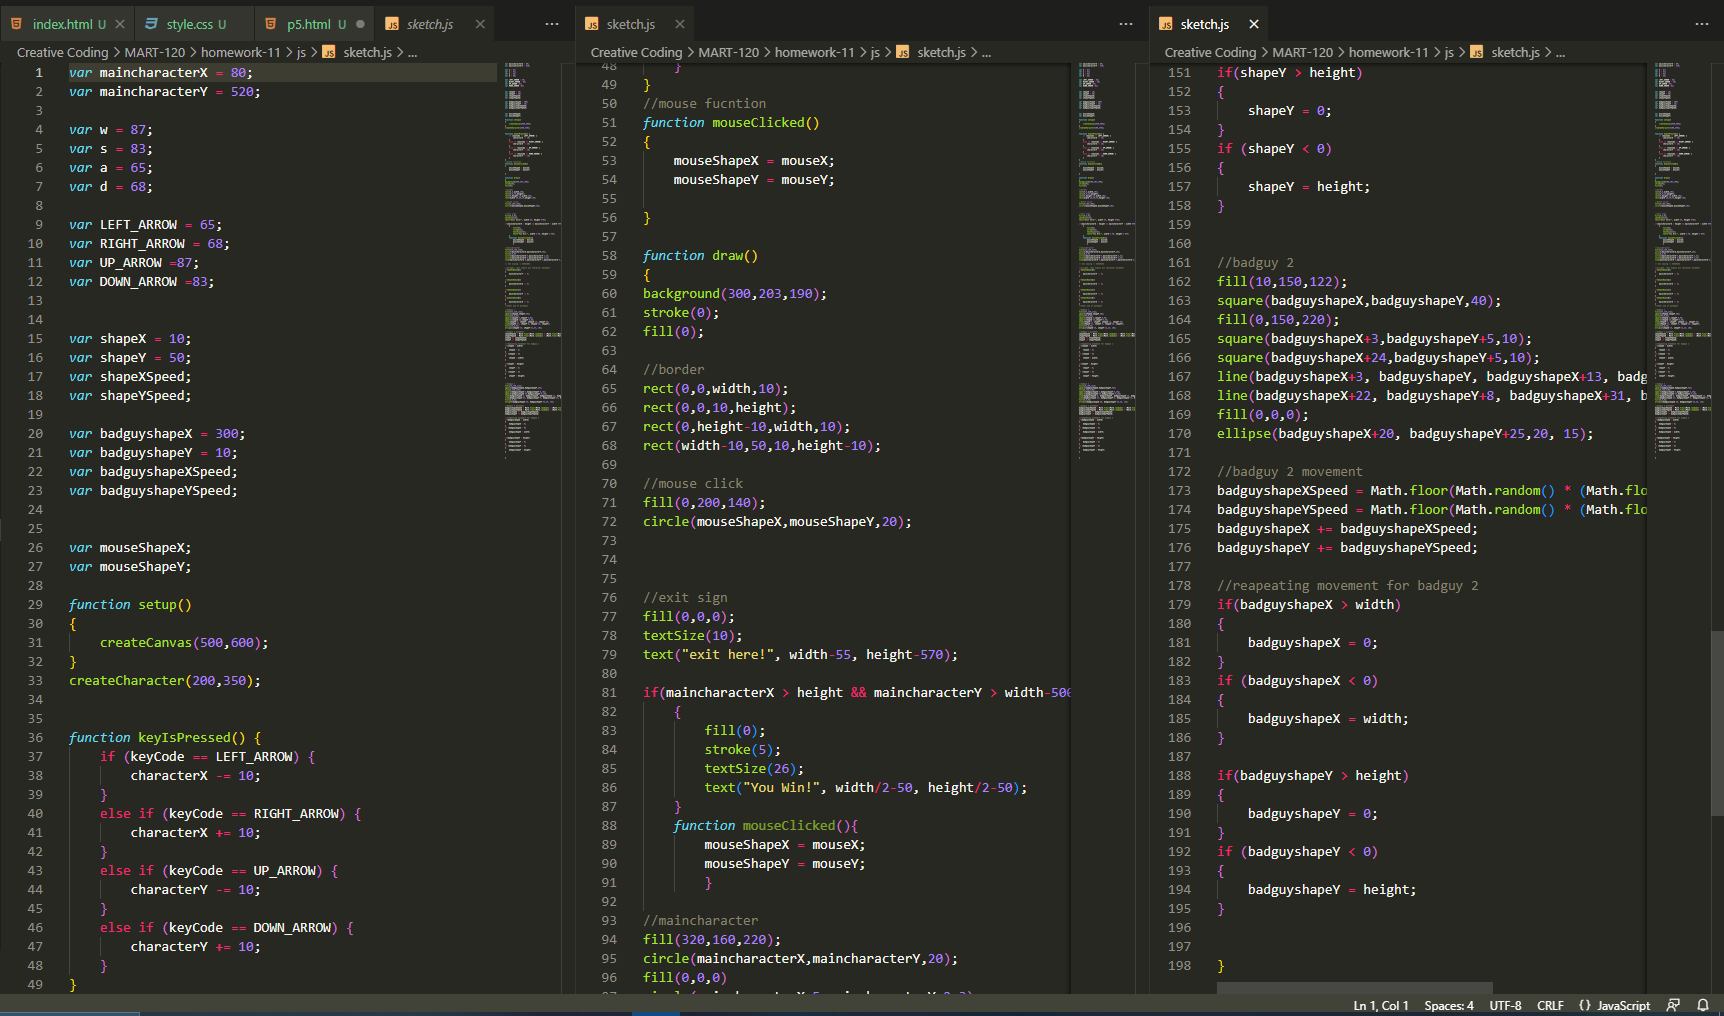 index.html U
style.css U
p5.html U
sketch.js
Creative Coding > MART-120 > homework-11 > js > sketch.js > ...
1 var maincharacterX = 80;
2 var maincharacterY = 520;
3
4 var w = 87;
5 var s = 83;
6 var a = 65;
7 var d = 68;
8
9 var LEFT_ARROW = 65;
10 var RIGHT_ARROW = 68;
11 var UP_ARROW =87;
12 var DOWN_ARROW =83;
13
14
15 var shapeX = 10;
16 var shapeY = 50;
17 var shapeXSpeed;
18 var shapeYSpeed;
19
20 var badguyshapeX = 300;
21 var badguyshapeY = 10;
22 var badguyshapeXSpeed;
23 var badguyshapeYSpeed;
24
25
26 var mouseShapeX;
27 var mouseShapeY;
28
29 function setup()
30 {
31 createCanvas(500,600);
32 }
33 createCharacter(200,350);
34
35
36 function keyIsPressed() {
37 if (keyCode == LEFT_ARROW) {
38 characterX -= 10;
39 }
40 else if (keyCode == RIGHT_ARROW) {
41 characterX += 10;
42 }
43 else if (keyCode == UP_ARROW) {
44 characterY -= 10;
45 }
46 else if (keyCode == DOWN_ARROW) {
47 characterY += 10;
48 }
49 }
sketch.js
Creative Coding > MART-120 > homework-11 > js > sketch.js > ...
48 }
49 }
50 //mouse fucntion
51 function mouseClicked()
52 {
53 mouseShapeX = mouseX;
54 mouseShapeY = mouseY;
55
56 }
57
58 function draw()
59 {
60 background(300,203,190);
61 stroke(0);
62 fill(0);
63
64 //border
65 rect(0,0,width,10);
66 rect(0,0,10,height);
67 rect(0,height-10,width,10);
68 rect(width-10,50,10,height-10);
69
70 //mouse click
71 fill(0,200,140);
72 circle(mouseShapeX,mouseShapeY,20);
73
74
75
76 //exit sign
77 fill(0,0,0);
78 textSize(10);
79 text("exit here!", width-55, height-570);
80
81 if(maincharacterX > height && maincharacterY > width-500
82 {
83 fill(0);
84 stroke(5);
85 textSize(26);
86 text("You Win!", width/2-50, height/2-50);
87 }
88 function mouseClicked(){
89 mouseShapeX = mouseX;
90 mouseShapeY = mouseY;
91 }
92
93 //maincharacter
94 fill(320,160,220);
95 circle(maincharacterX,maincharacterY,20);
96 fill(0,0,0)
sketch.js
Creative Coding > MART-120 > homework-11 > js > sketch.js > ...
151 if(shapeY > height)
152 {
153 shapeY = 0;
154 }
155 if (shapeY < 0)
156 {
157 shapeY = height;
158 }
159
160
161 //badguy 2
162 fill(10,150,122);
163 square(badguyshapeX,badguyshapeY,40);
164 fill(0,150,220);
165 square(badguyshapeX+3,badguyshapeY+5,10);
166 square(badguyshapeX+24,badguyshapeY+5,10);
167 line(badguyshapeX+3, badguyshapeY, badguyshapeX+13, badg
168 line(badguyshapeX+22, badguyshapeY+8, badguyshapeX+31, b
169 fill(0,0,0);
170 ellipse(badguyshapeX+20, badguyshapeY+25,20, 15);
171
172 //badguy 2 movement
173 badguyshapeXSpeed = Math.floor(Math.random() * (Math.flo
174 badguyshapeYSpeed = Math.floor(Math.random() * (Math.flo
175 badguyshapeX += badguyshapeXSpeed;
176 badguyshapeY += badguyshapeYSpeed;
177
178 //reapeating movement for badguy 2
179 if(badguyshapeX > width)
180 {
181 badguyshapeX = 0;
182 }
183 if (badguyshapeX < 0)
184 {
185 badguyshapeX = width;
186 }
187
188 if(badguyshapeY > height)
189 {
190 badguyshapeY = 0;
191 }
192 if (badguyshapeY < 0)
193 {
194 badguyshapeY = height;
195 }
196
197
198 }
Ln 1, Col 1 Spaces: 4 UTF-8 CRLF {} JavaScript